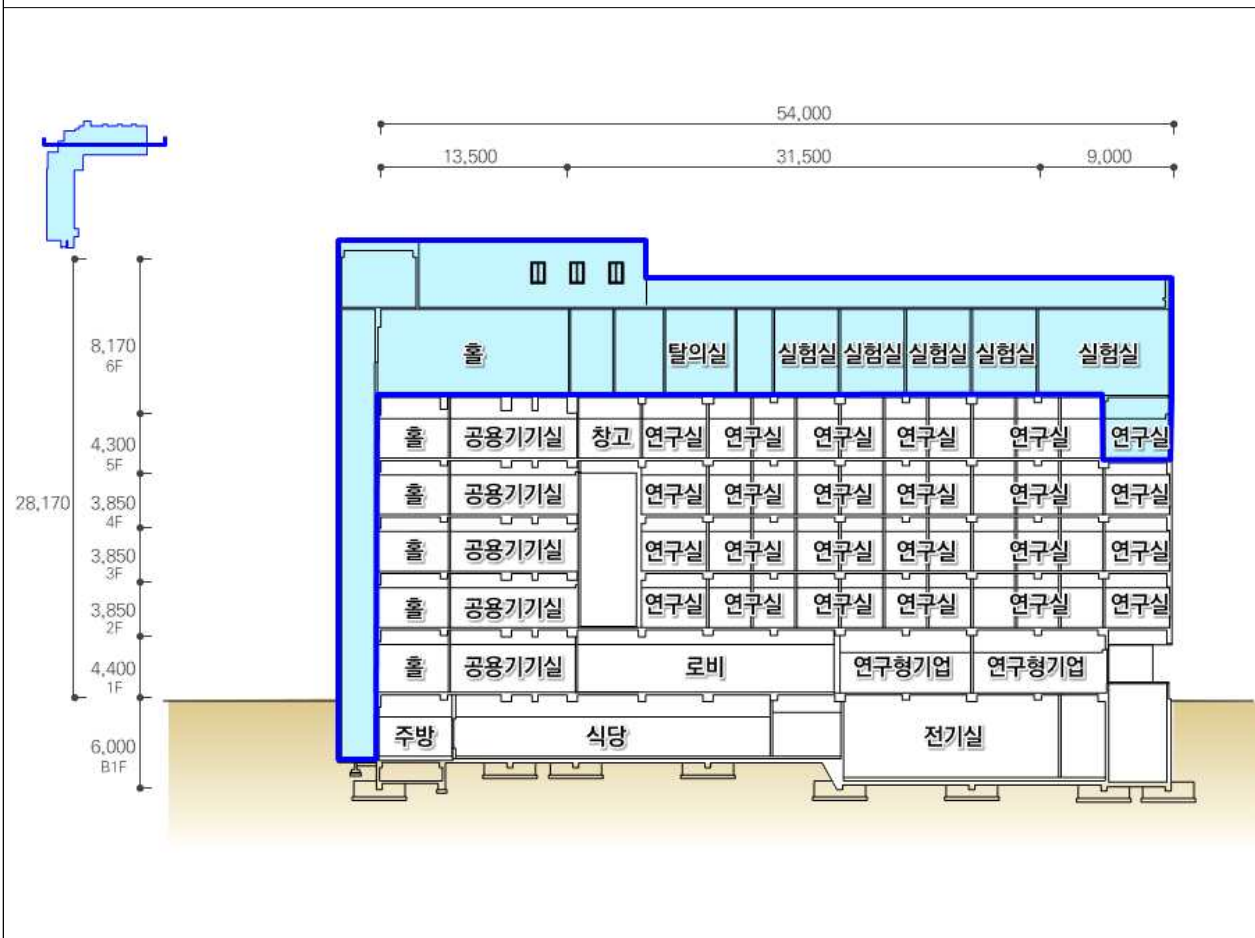 54,000
13,500 31,500 9,000
8,170
6F
홀 탈의실 실험실 실험실 실험실 실험실 실험실
4,300
5F
홀 공용기기실 창고 연구실 연구실 연구실 연구실 연구실 연구실
28,170
3,850
4F
홀 공용기기실 연구실 연구실 연구실 연구실 연구실 연구실
3,850
3F
홀 공용기기실 연구실 연구실 연구실 연구실 연구실 연구실
3,850
2F
홀 공용기기실 연구실 연구실 연구실 연구실 연구실 연구실
4,400
1F
홀 공용기기실 로비 연구형기업 연구형기업
6,000
B1F
주방 식당 전기실